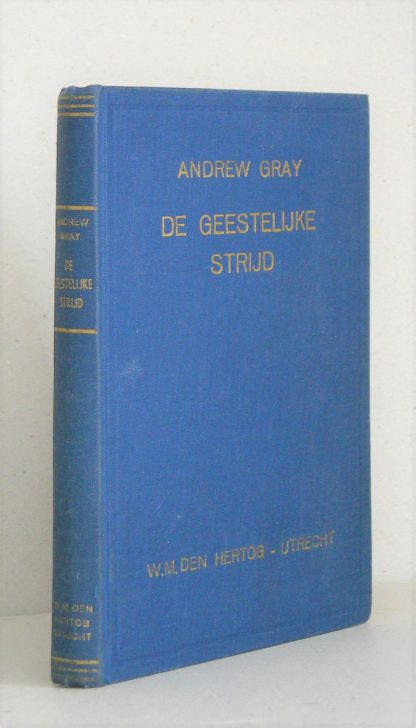 ANDREW GRAY
DE GEESTELIJKE
STRIJD
W.M. DEN HERTOG - UTRECHT
ANDREW
GRAY
DE
GEESTELIJKE
STRIJD
W.M. DEN
HERTOG
UTRECHT